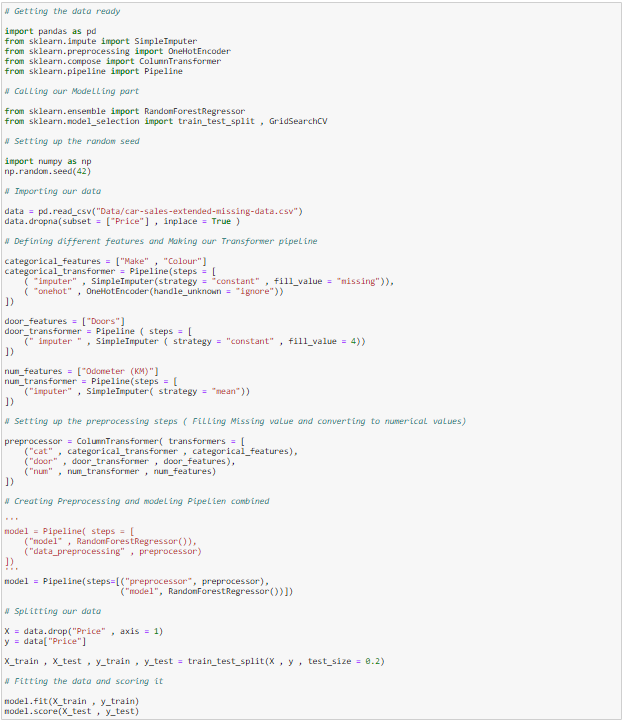 # Getting the data ready
import pandas as pd
from sklearn.impute import SimpleImputer
from sklearn.preprocessing import OneHotEncoder
from sklearn.compose import ColumnTransformer
from sklearn.pipeline import Pipeline
# Calling our Modelling part
from sklearn.ensemble import RandomForestRegressor
from sklearn.model_selection import train_test_split , GridSearchCV
# Setting up the random seed
import numpy as np
np.random.seed(42)
# Importing our data
data = pd.read_csv("Data/car-sales-extended-missing-data.csv")
data.dropna(subset = ["Price"] , inplace = True )
# Defining different features and Making our Transformer pipeline
categorical_features = ["Make" , "Colour"]
categorical_transformer = Pipeline(steps = [
    ( "imputer" , SimpleImputer(strategy = "constant" , fill_value = "missing")),
    ( "onehot" , OneHotEncoder(handle_unknown = "ignore"))
])
door_features = ["Doors"]
door_transformer = Pipeline ( steps = [
    (" imputer " , SimpleImputer ( strategy = "constant" , fill_value = 4))
])
num_features = ["Odometer (KM)"]
num_transformer = Pipeline(steps = [
    ("imputer" , SimpleImputer( strategy = "mean"))
])
# Setting up the preprocessing steps ( Filling Missing value and converting to numerical values)
preprocessor = ColumnTransformer( transformers = [
    ("cat" , categorical_transformer , categorical_features),
    ("door" , door_transformer , door_features),
    ("num" , num_transformer , num_features)
])
# Creating Preprocessing and modeling Pipelien combined
'''
model = Pipeline( steps = [
    ("model" , RandomForestRegressor()),
    ("data_preprocessing" , preprocessor)
])
'''
model = Pipeline(steps=[("preprocessor", preprocessor),
                        ("model", RandomForestRegressor())])
# Splitting our data
X = data.drop("Price" , axis = 1)
y = data["Price"]
X_train , X_test , y_train , y_test = train_test_split(X , y , test_size = 0.2)
# Fitting the data and scoring it
model.fit(X_train , y_train)
model.score(X_test , y_test)